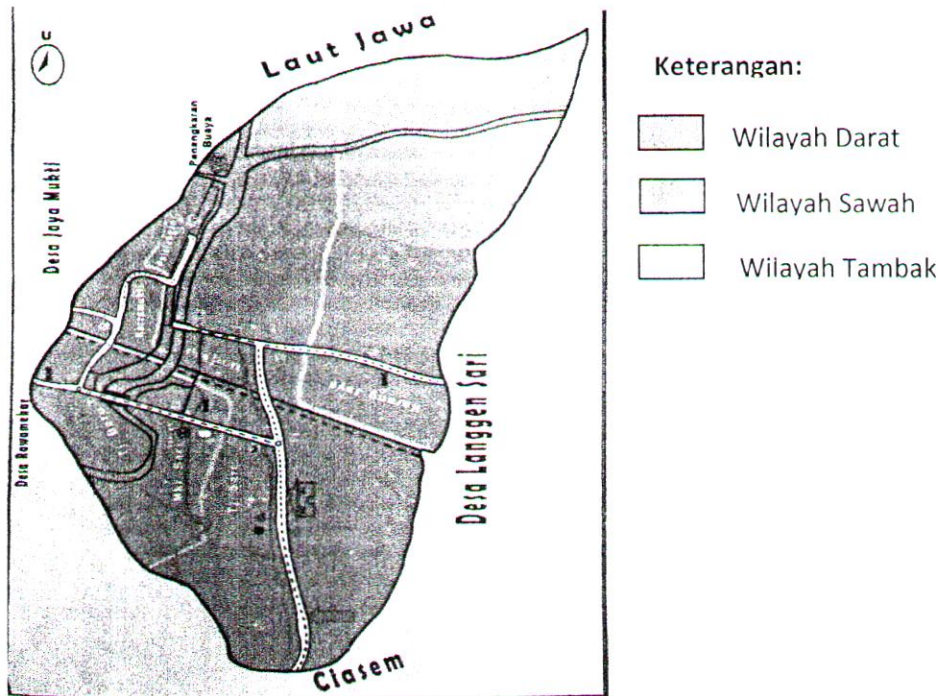 U
Laut Jawa
Penengkaran
Buaya
Desa Jaya Mukti
Desa Rawamekar
Desa Langgen Sari
Ciasem
Keterangan:
Wilayah Darat
Wilayah Sawah
Wilayah Tambak